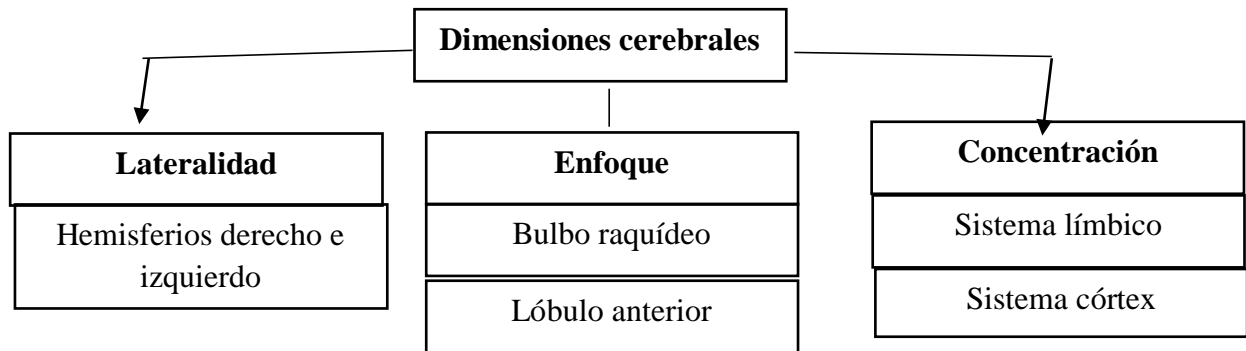 Dimensiones cerebrales
Lateralidad
Hemisferios derecho e
izquierdo
Enfoque
Bulbo raquídeo
Lóbulo anterior
Concentración
Sistema límbico
Sistema córtex